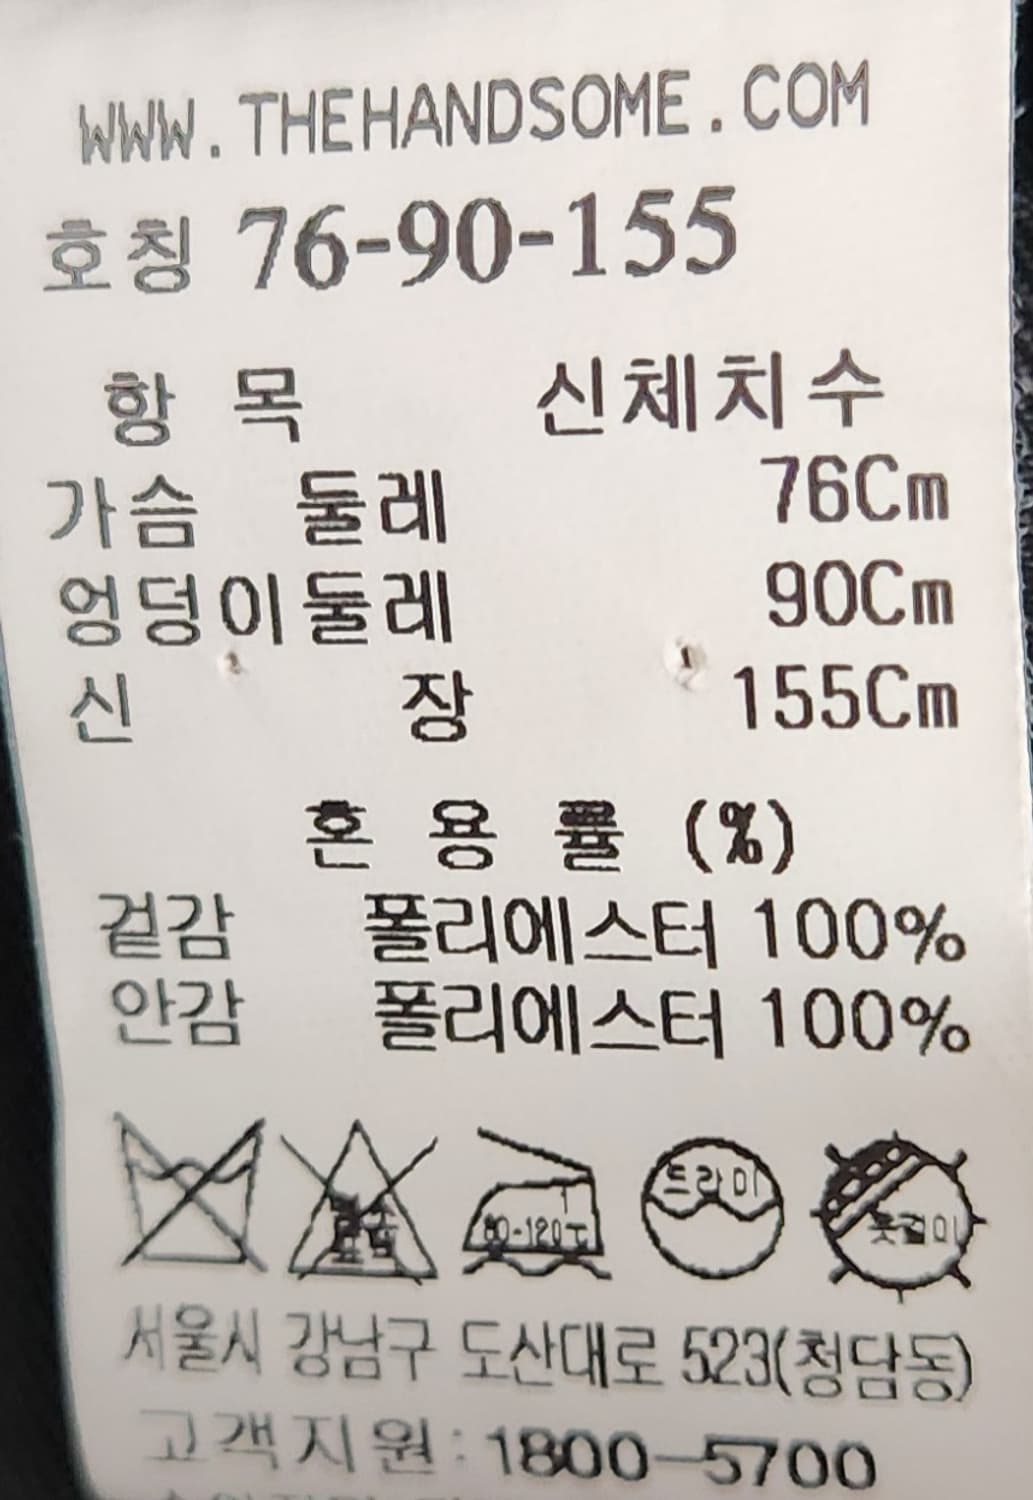 WWW.THEHANDSOME.COM
호칭 76-90-155
항 목 신체치수
가슴 둘레 76Cm
엉덩이둘레 90Cm
신 장 155Cm
혼 용 률 (%)
겉감 폴리에스터 100%
안감 폴리에스터 100%
80-120℃ 드라이 옷걸이
서울시 강남구 도산대로 523(청담동)
고객지원:1800-5700